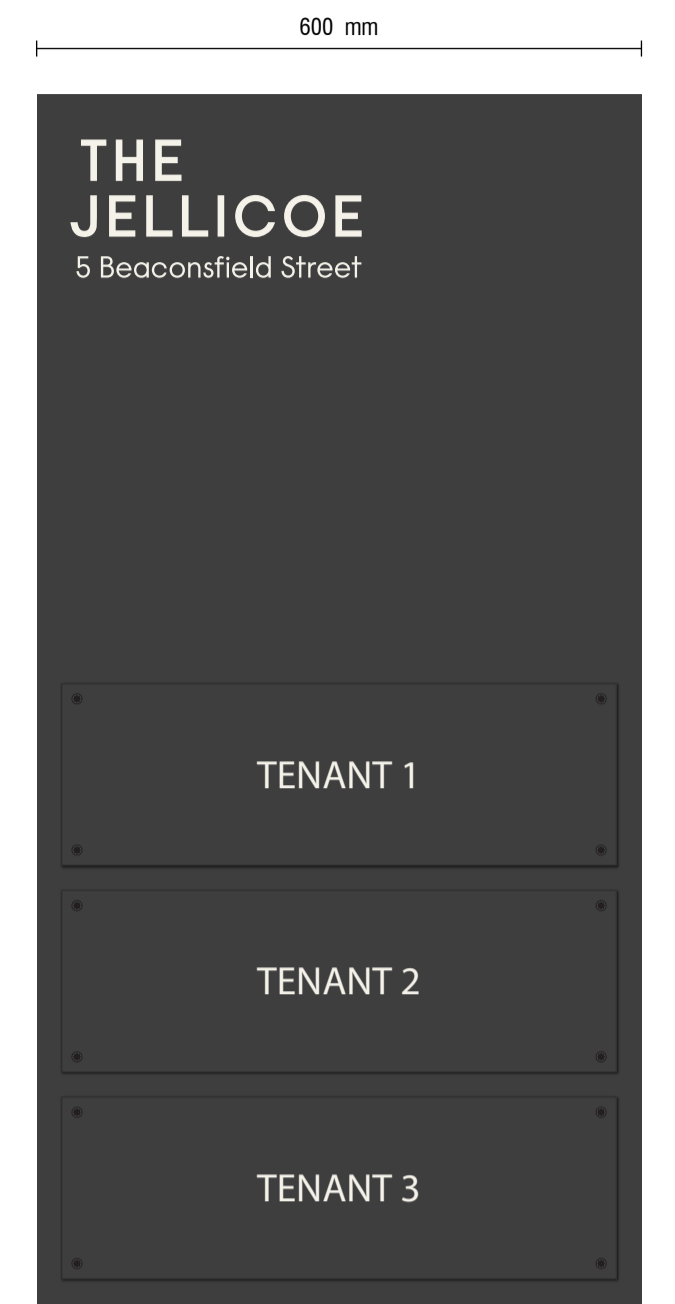 600 mm
THE
JELLICOE
5 Beaconsfield Street
TENANT 1
TENANT 2
TENANT 3